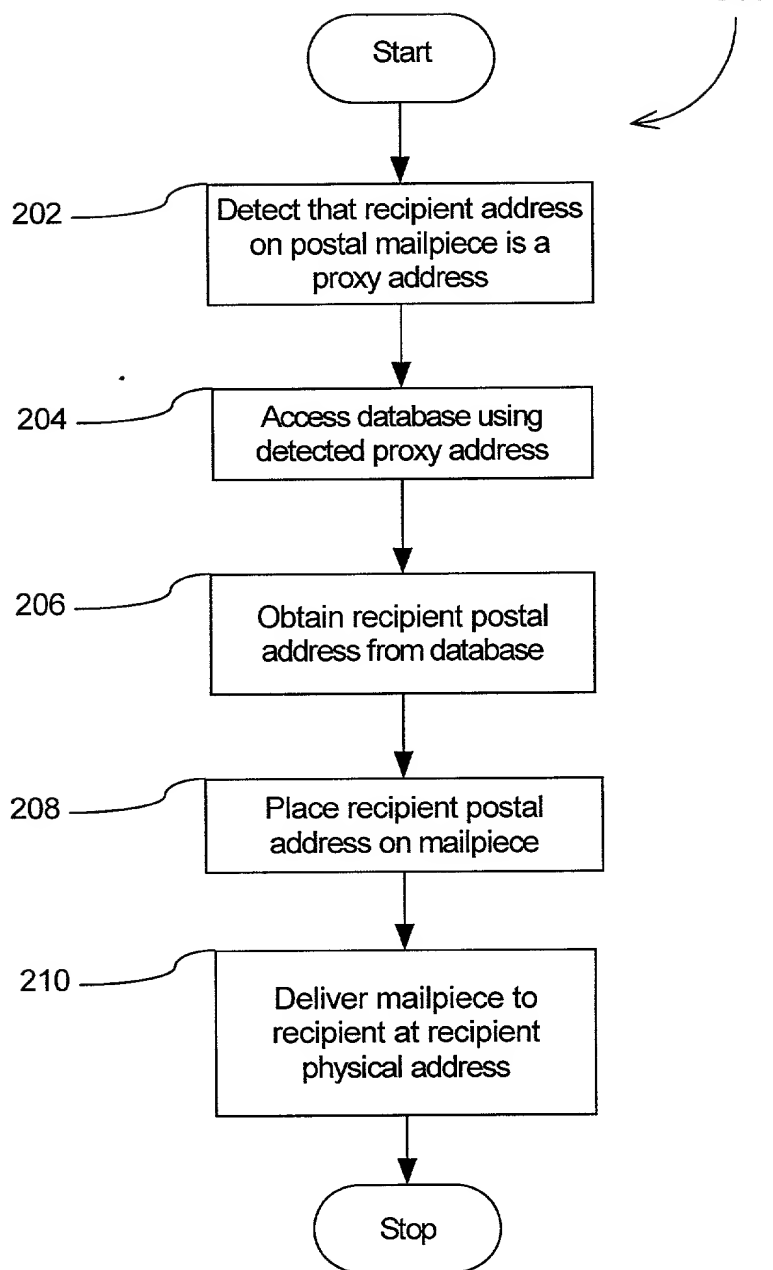 Start
202
Detect that recipient address
on postal mailpiece is a
proxy address
204
Access database using
detected proxy address
206
Obtain recipient postal
address from database
208
Place recipient postal
address on mailpiece
210
Deliver mailpiece to
recipient at recipient
physical address
Stop